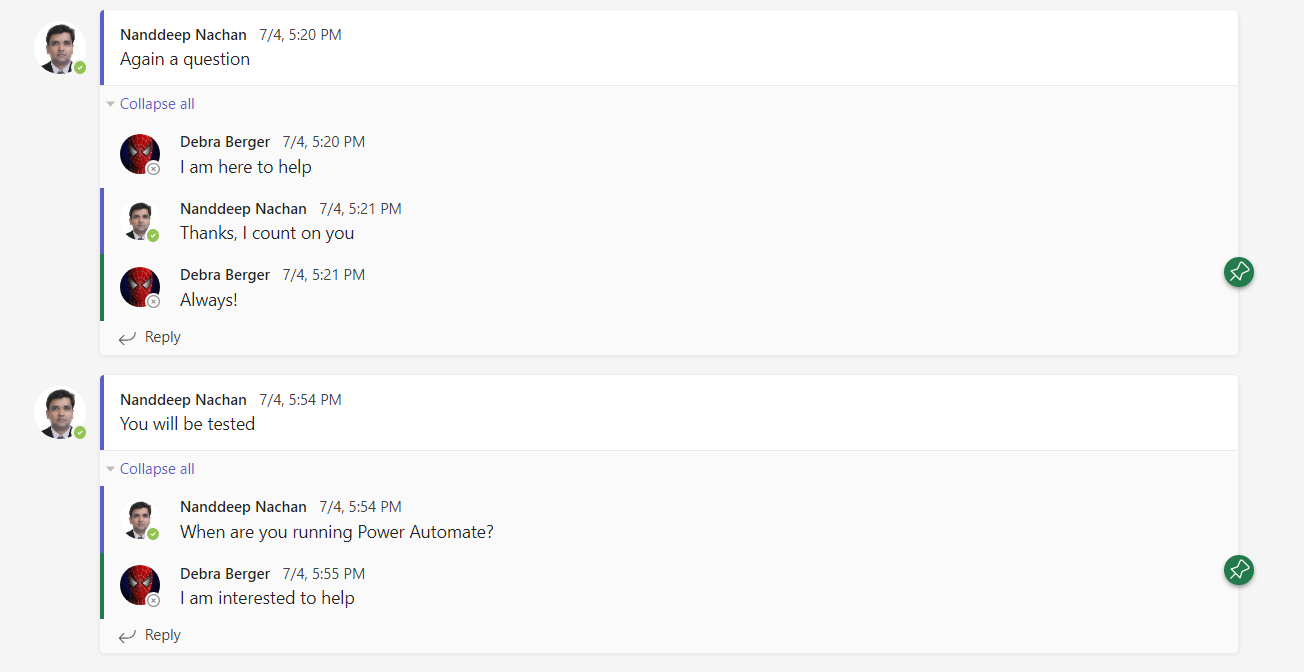 Nanddeep Nachan 7/4, 5:20 PM
Again a question
Collapse all
Debra Berger 7/4, 5:20 PM
I am here to help
Nanddeep Nachan 7/4, 5:21 PM
Thanks, I count on you
Debra Berger 7/4, 5:21 PM
Always!
Reply
Nanddeep Nachan 7/4, 5:54 PM
You will be tested
Collapse all
Nanddeep Nachan 7/4, 5:54 PM
When are you running Power Automate?
Debra Berger 7/4, 5:55 PM
I am interested to help
Reply